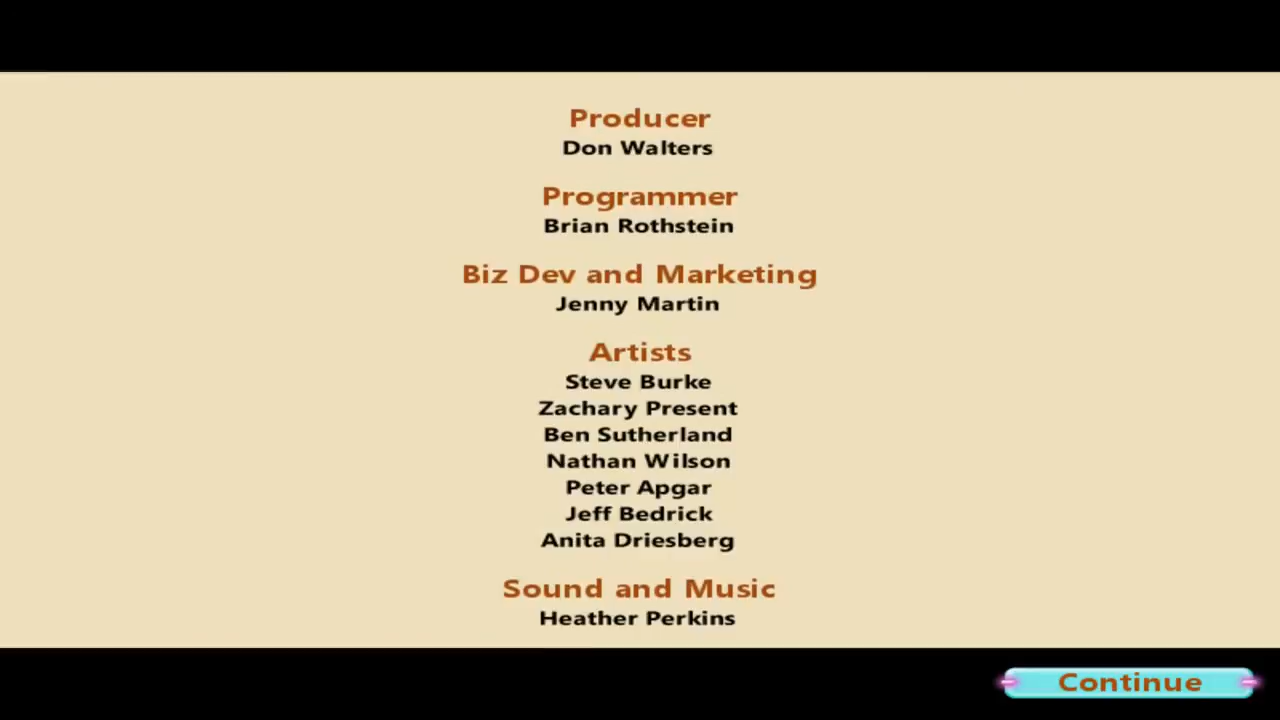 Producer
Don Walters
Programmer
Brian Rothstein
Biz Dev and Marketing
Jenny Martin
Artists
Steve Burke
Zachary Present
Ben Sutherland
Nathan Wilson
Peter Apgar
Jeff Bedrick
Anita Driesberg
Sound and Music
Heather Perkins
Continue